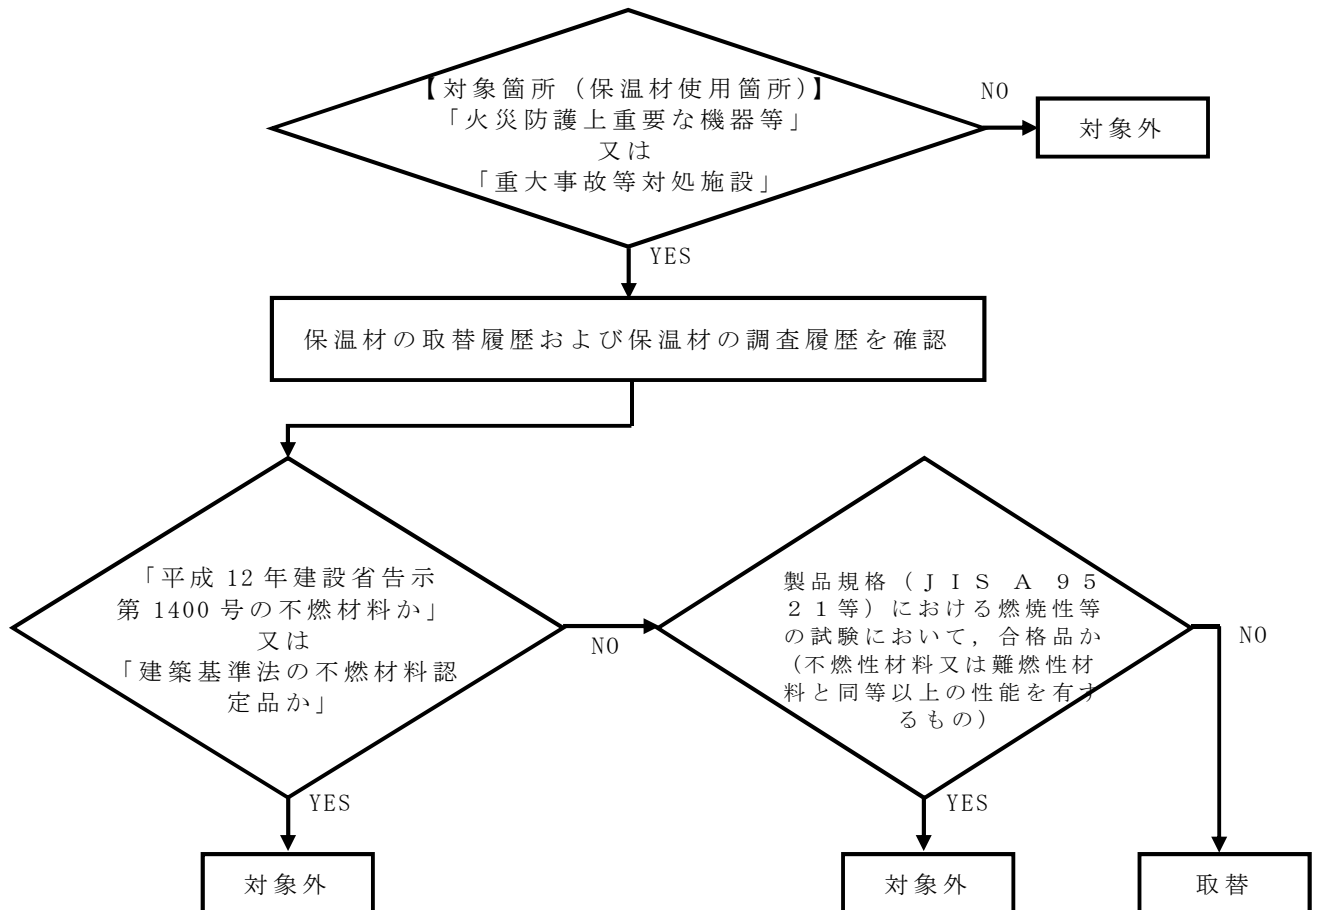 【対象箇所（保温材使用箇所）】
「火災防護上重要な機器等」
又は
「重大事故等対処施設」
NO
対象外
YES
保温材の取替履歴および保温材の調査履歴を確認
「平成 12 年建設省告示
第 1400 号の不燃材料か」
又は
「建築基準法の不燃材料認
定品か」
NO
製品規格（ＪＩＳ Ａ ９５
２１等）における燃焼性等
の試験において，合格品か
（不燃性材料又は難燃性材
料と同等以上の性能を有す
るもの）
NO
YES
YES
対象外
対象外
取替